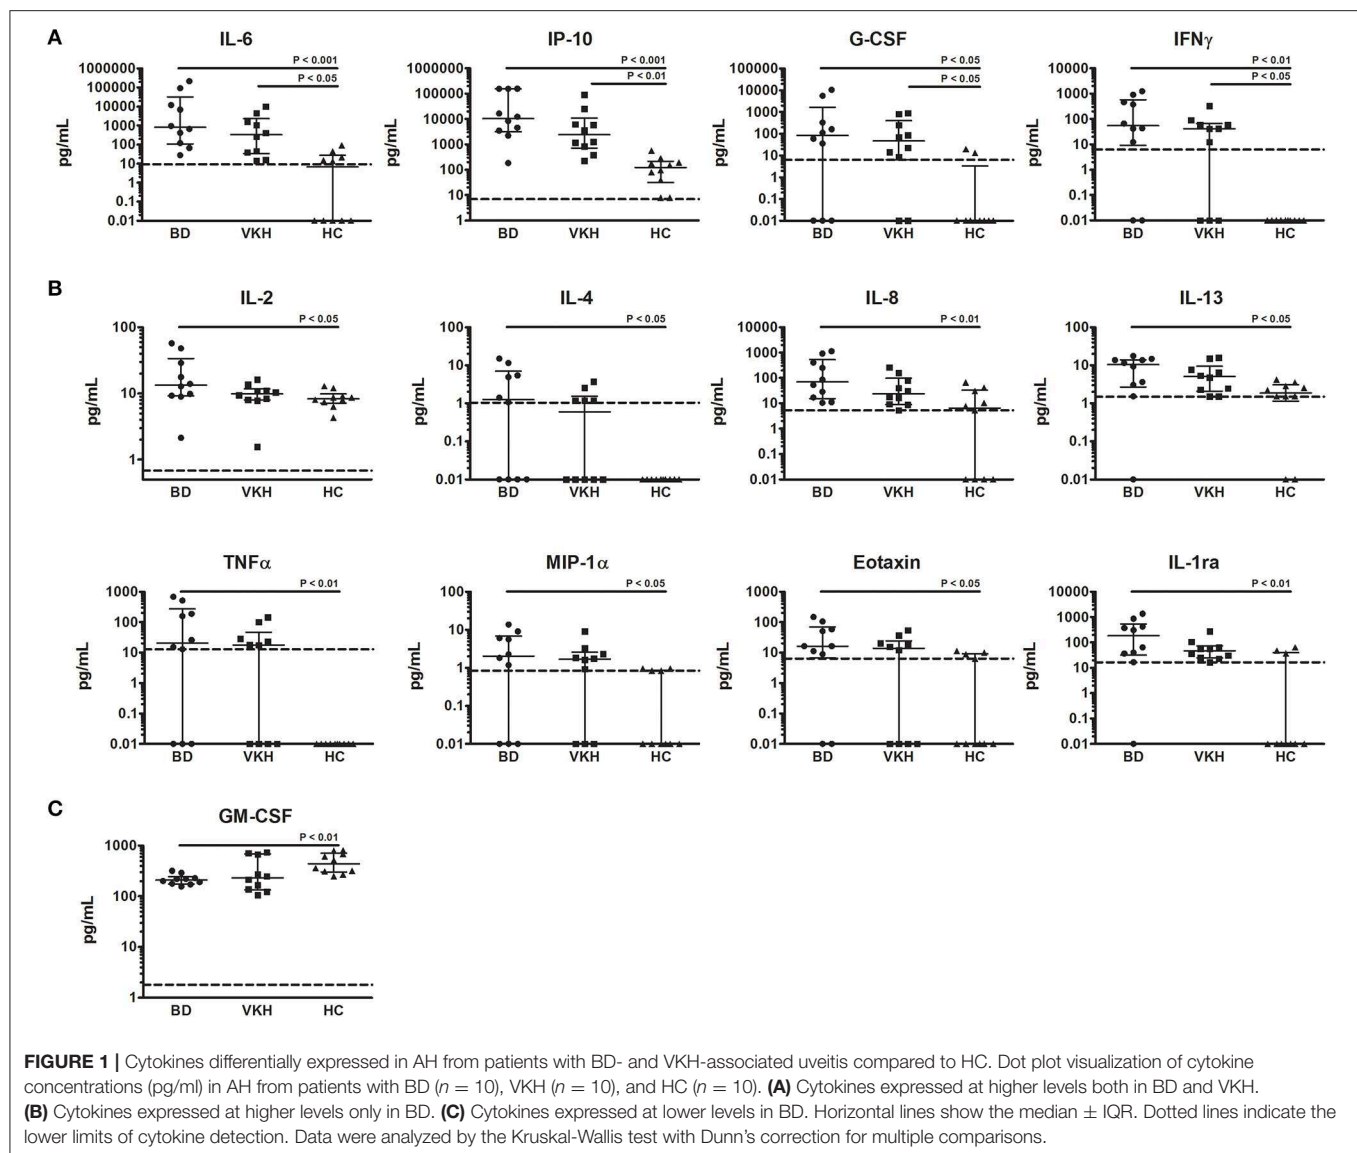 A
IL-6
P < 0.001
P < 0.05
1000000
100000
10000
1000
100
10
1
0.1
0.01
pg/mL
BD VKH HC
IP-10
P < 0.001
P < 0.01
1000000
100000
10000
1000
100
10
1
pg/mL
BD VKH HC
G-CSF
P < 0.05
P < 0.05
100000
10000
1000
100
10
1
0.1
0.01
pg/mL
BD VKH HC
IFNγ
P < 0.01
P < 0.05
10000
1000
100
10
1
0.1
0.01
pg/mL
BD VKH HC
B
IL-2
P < 0.05
100
10
1
pg/mL
BD VKH HC
IL-4
P < 0.05
100
10
1
0.1
0.01
pg/mL
BD VKH HC
IL-8
P < 0.01
10000
1000
100
10
1
0.1
0.01
pg/mL
BD VKH HC
IL-13
P < 0.05
100
10
1
0.1
0.01
pg/mL
BD VKH HC
TNFα
P < 0.01
1000
100
10
1
0.1
0.01
pg/mL
BD VKH HC
MIP-1α
P < 0.05
100
10
1
0.1
0.01
pg/mL
BD VKH HC
Eotaxin
P < 0.05
1000
100
10
1
0.1
0.01
pg/mL
BD VKH HC
IL-1ra
P < 0.01
10000
1000
100
10
1
0.1
0.01
pg/mL
BD VKH HC
C
GM-CSF
P < 0.01
1000
100
10
1
pg/mL
BD VKH HC
FIGURE 1 | Cytokines differentially expressed in AH from patients with BD- and VKH-associated uveitis compared to HC. Dot plot visualization of cytokine
concentrations (pg/ml) in AH from patients with BD (n = 10), VKH (n = 10), and HC (n = 10). (A) Cytokines expressed at higher levels both in BD and VKH.
(B) Cytokines expressed at higher levels only in BD. (C) Cytokines expressed at lower levels in BD. Horizontal lines show the median ± IQR. Dotted lines indicate the
lower limits of cytokine detection. Data were analyzed by the Kruskal-Wallis test with Dunn's correction for multiple comparisons.